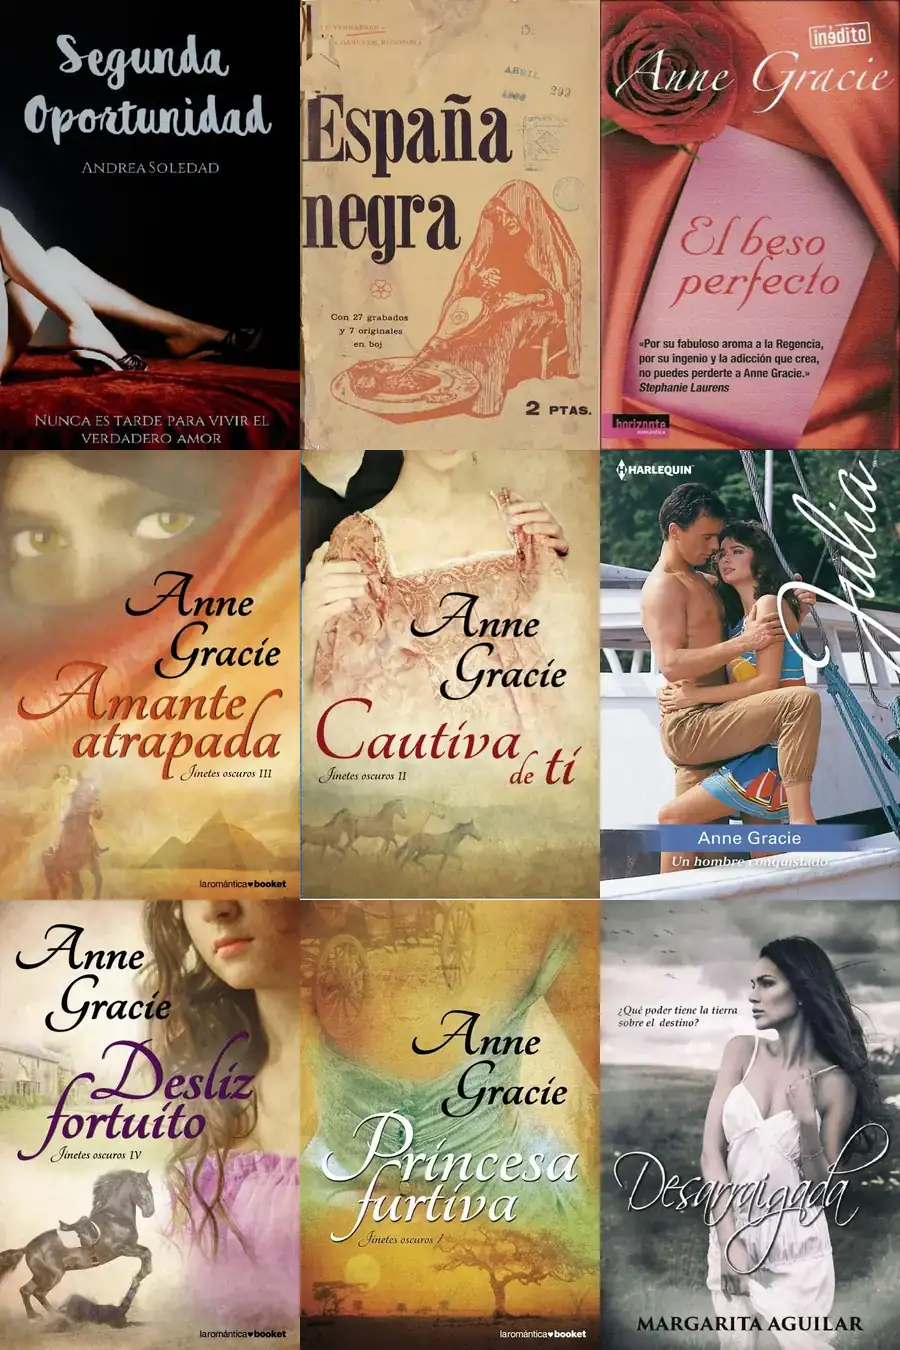 Segunda
Oportunidad
ANDREA SOLEDAD
NUNCA ES TARDE PARA VIVIR EL
VERDADERO AMOR
ABRIL
209
España
negra
Con 27 grabados
y 7 originales
en boj
2 PTAS.
inédito
Anne Gracie
El beso
perfecto
«Por su fabuloso aroma a la Regencia,
por su ingenio y la adicción que crea,
no puedes perderte a Anne Gracie.»
Stephanie Laurens
horizonte
Anne
Gracie
Amante
atrapada
Jinetes oscuros III
laromántica♥booket
Anne
Gracie
Cautiva
de ti
Jinetes oscuros II
HARLEQUIN™
Julia
Anne Gracie
Un hombre conquistado
Anne
Gracie
Desliz
fortuito
Jinetes oscuros IV
laromántica♥booket
Anne
Gracie
Princesa
furtiva
Jinetes oscuros I
laromántica♥booket
¿Qué poder tiene la tierra
sobre el destino?
Desarraigada
MARGARITA AGUILAR